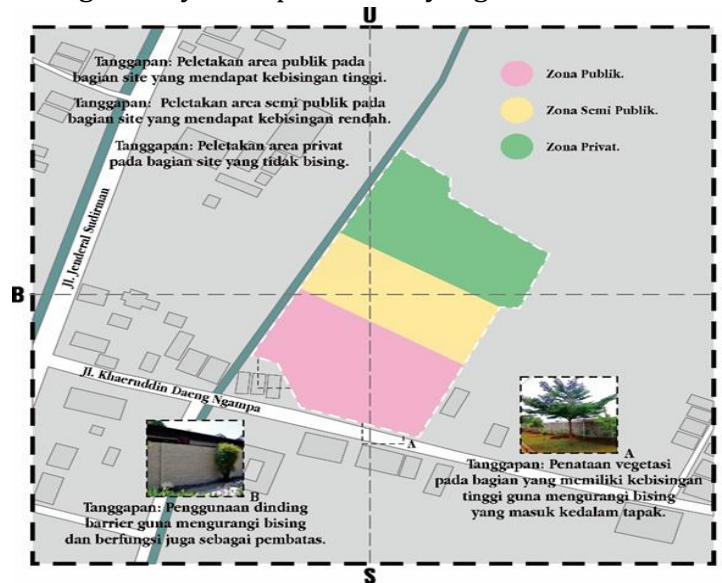 U
Tanggapan: Peletakan area publik pada
bagian site yang mendapat kebisingan tinggi.
Tanggapan: Peletakan area semi publik pada
bagian site yang mendapat kebisingan rendah.
Tanggapan: Peletakan area privat
pada bagian site yang tidak bising.
Zona Publik.
Zona Semi Publik.
Zona Privat.
Jl. Jenderal Sudirman
B
Jl. Khaeruddin Daeng Ngampa
A
B
Tanggapan: Penggunaan dinding
barrier guna mengurangi bising
dan berfungsi juga sebagai pembatas.
A
Tanggapan: Penataan vegetasi
pada bagian yang memiliki kebisingan
tinggi guna mengurangi bising
yang masuk kedalam tapak.
S